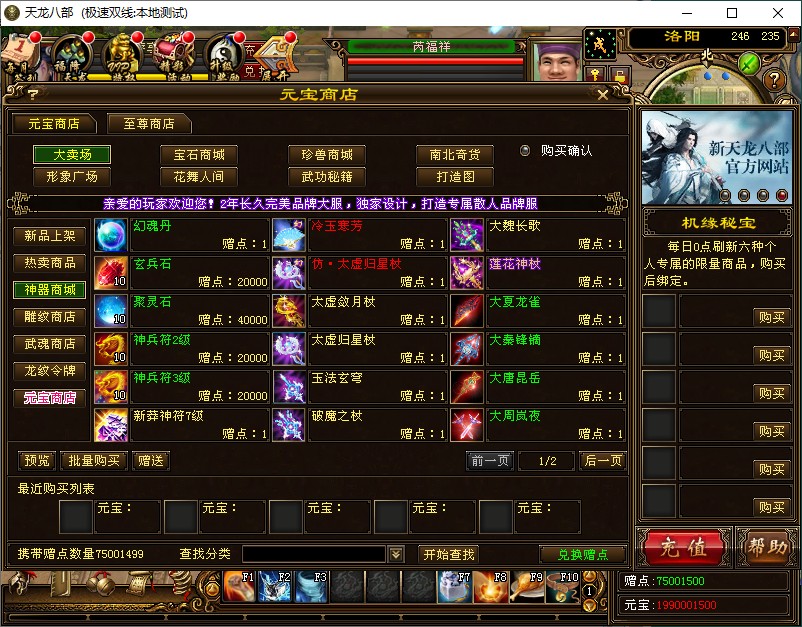 天龙八部 (极速双线:本地测试)
芮福祥
洛阳 246 235
北
元宝商店
元宝商店 至尊商店
大卖场 宝石商城 珍兽商城 南北奇货 购买确认
形象广场 花舞人间 武功秘籍 打造图
亲爱的玩家欢迎您！2年长久完美品牌大服，独家设计，打造专属散人品牌服
新天龙八部
官方网站
机缘秘宝
每日0点刷新六种个
人专属的限量商品，购买
后绑定。
新品上架
热卖商品
神器商城
雕纹商店
武魂商店
龙纹令牌
元宝商店
幻魂丹 赠点：1
冷玉寒芳 赠点：1
大魏长歌 赠点：1
玄兵石 10 赠点：20000
仿·太虚归星杖 赠点：1
莲花神杖 赠点：1
聚灵石 10 赠点：40000
太虚敛月杖 赠点：1
大夏龙雀 赠点：1
神兵符2级 10 赠点：20000
太虚归星杖 赠点：1
大秦锋镝 赠点：1
神兵符3级 10 赠点：20000
玉法玄穹 赠点：1
大唐昆岳 赠点：1
新莽神符7级 赠点：1
破魔之杖 赠点：1
大周岚夜 赠点：1
购买
购买
购买
购买
购买
购买
预览 批量购买 赠送 前一页 1/2 后一页
最近购买列表
元宝： 元宝： 元宝： 元宝： 元宝：
携带赠点数量75001499 查找分类 开始查找 兑换赠点
充值 帮助
F1 F2 F3 F7 F8 F9 F10 1
赠点:75001500
元宝:1990001500